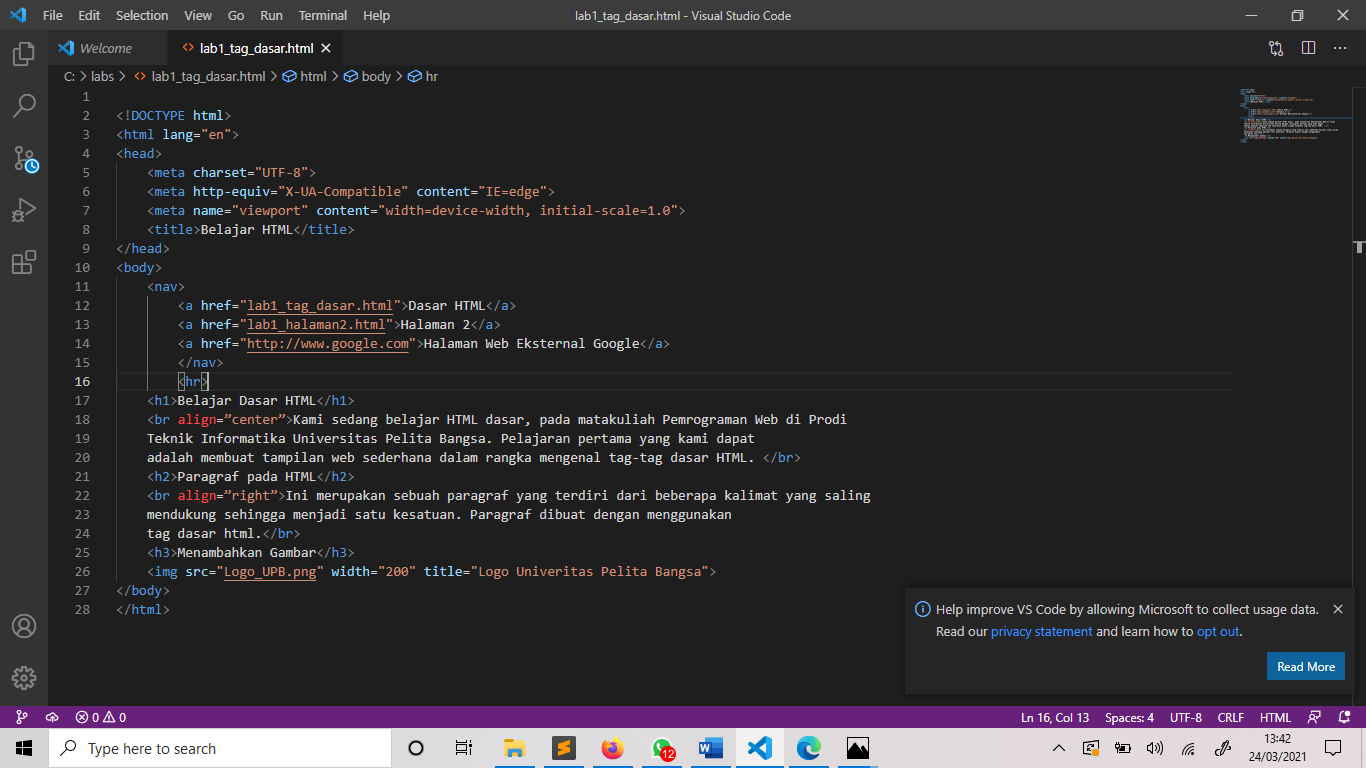 File Edit Selection View Go Run Terminal Help lab1_tag_dasar.html - Visual Studio Code
Welcome lab1_tag_dasar.html
C: > labs > lab1_tag_dasar.html > html > body > hr
1
2 <!DOCTYPE html>
3 <html lang="en">
4 <head>
5 <meta charset="UTF-8">
6 <meta http-equiv="X-UA-Compatible" content="IE=edge">
7 <meta name="viewport" content="width=device-width, initial-scale=1.0">
8 <title>Belajar HTML</title>
9 </head>
10 <body>
11 <nav>
12 <a href="lab1_tag_dasar.html">Dasar HTML</a>
13 <a href="lab1_halaman2.html">Halaman 2</a>
14 <a href="http://www.google.com">Halaman Web Eksternal Google</a>
15 </nav>
16 <hr>
17 <h1>Belajar Dasar HTML</h1>
18 <br align=”center”>Kami sedang belajar HTML dasar, pada matakuliah Pemrograman Web di Prodi
19 Teknik Informatika Universitas Pelita Bangsa. Pelajaran pertama yang kami dapat
20 adalah membuat tampilan web sederhana dalam rangka mengenal tag-tag dasar HTML. </br>
21 <h2>Paragraf pada HTML</h2>
22 <br align=”right”>Ini merupakan sebuah paragraf yang terdiri dari beberapa kalimat yang saling
23 mendukung sehingga menjadi satu kesatuan. Paragraf dibuat dengan menggunakan
24 tag dasar html.</br>
25 <h3>Menambahkan Gambar</h3>
26 <img src="Logo_UPB.png" width="200" title="Logo Univeritas Pelita Bangsa">
27 </body>
28 </html>
Help improve VS Code by allowing Microsoft to collect usage data.
Read our privacy statement and learn how to opt out.
Read More
0 0 Ln 16, Col 13 Spaces: 4 UTF-8 CRLF HTML
Type here to search 12 13:42
24/03/2021